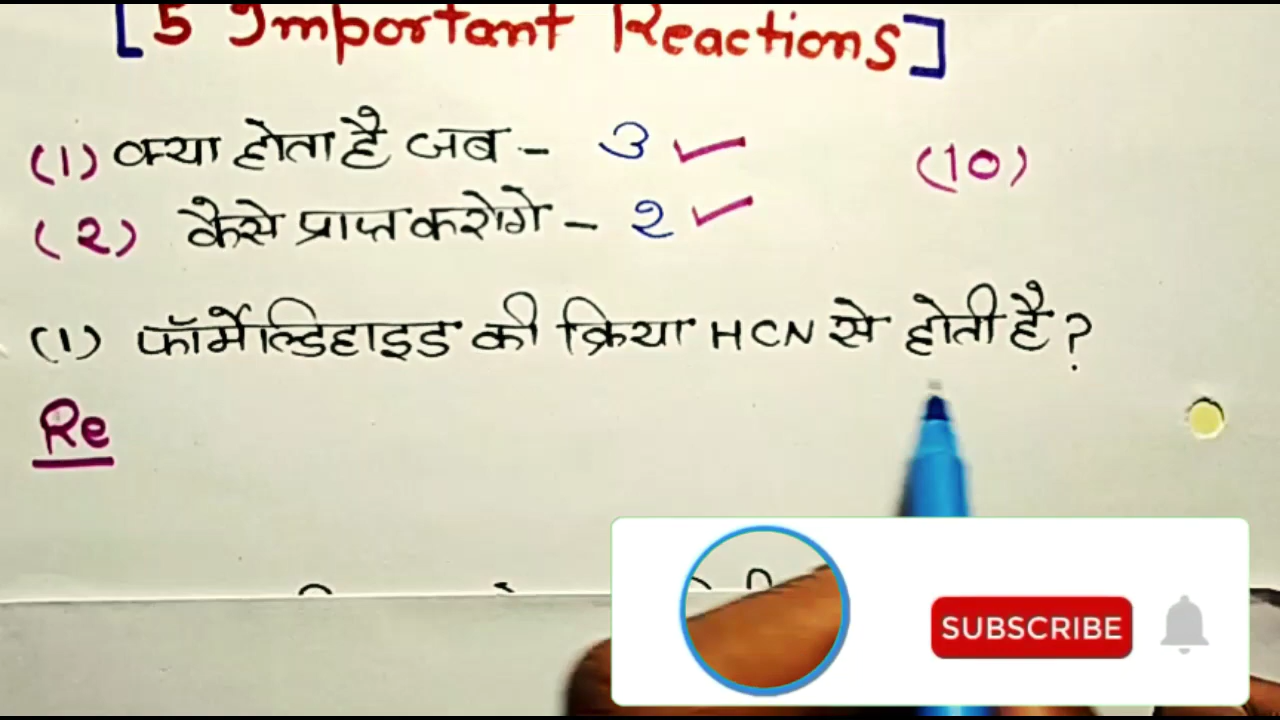 [5 Important Reactions]
(1) क्या होता है जब - 3 (10)
(2) कैसे प्राप्त करोगे - 2
(1) फॉर्मेल्डिहाइड की क्रिया HCN से होती है ?
Re
SUBSCRIBE